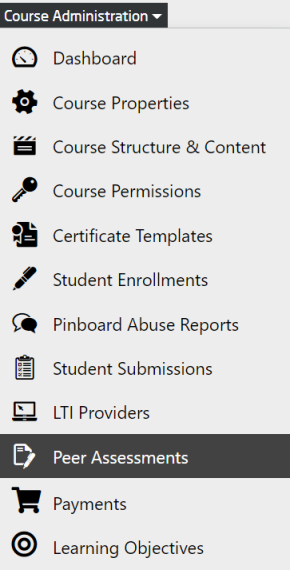 Course Administration
Dashboard
Course Properties
Course Structure & Content
Course Permissions
Certificate Templates
Student Enrollments
Pinboard Abuse Reports
Student Submissions
LTI Providers
Peer Assessments
Payments
Learning Objectives